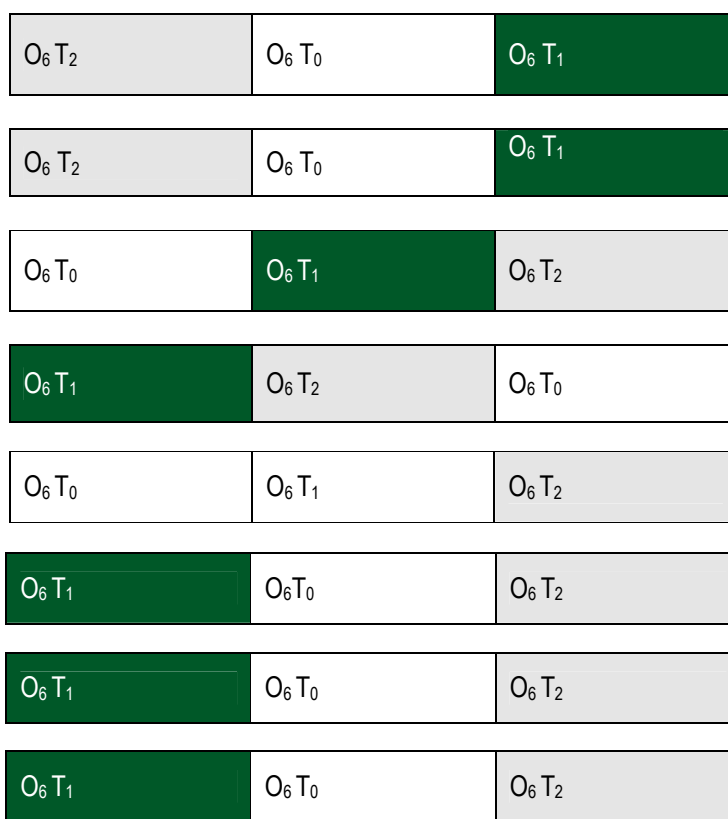 O₆ T₂ O₆ T₀ O₆ T₁
O₆ T₂ O₆ T₀ O₆ T₁
O₆ T₀ O₆ T₁ O₆ T₂
O₆ T₁ O₆ T₂ O₆ T₀
O₆ T₀ O₆ T₁ O₆ T₂
O₆ T₁ O₆T₀ O₆ T₂
O₆ T₁ O₆ T₀ O₆ T₂
O₆ T₁ O₆ T₀ O₆ T₂